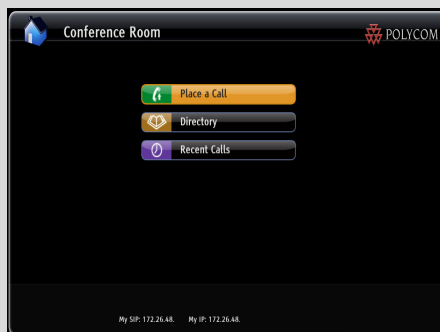 Conference Room
POLYCOM
Place a Call
Directory
Recent Calls
My SIP: 172.26.48. My IP: 172.26.48.